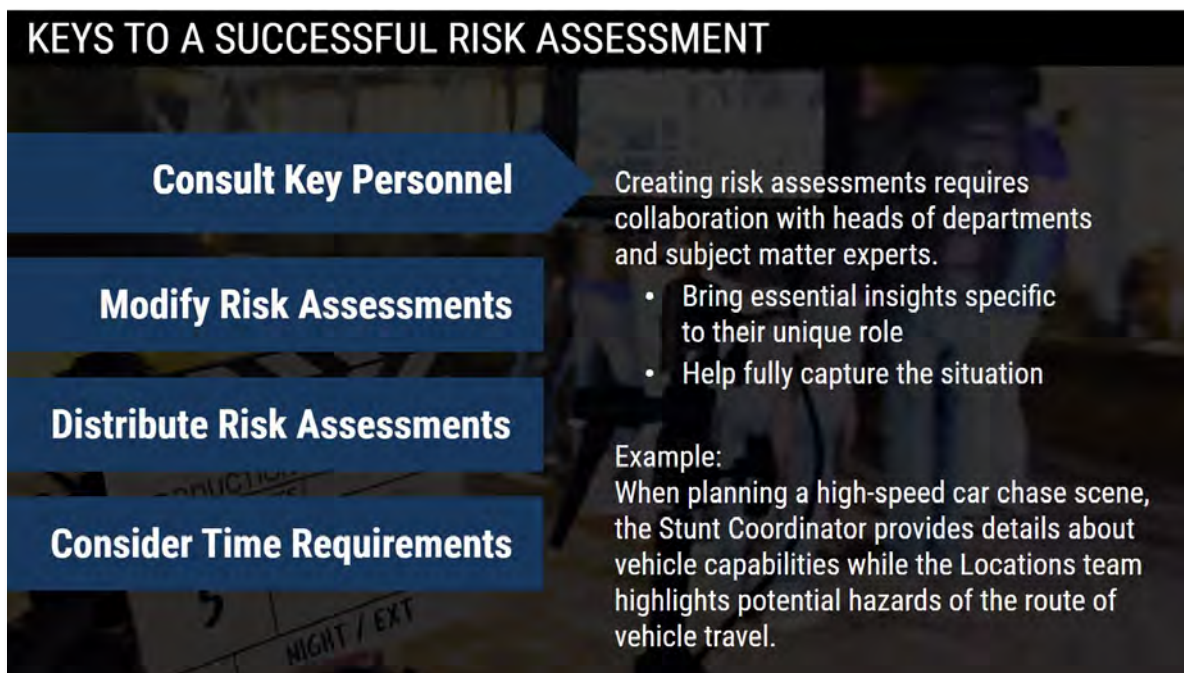 KEYS TO A SUCCESSFUL RISK ASSESSMENT
Consult Key Personnel
Modify Risk Assessments
Distribute Risk Assessments
Consider Time Requirements
Creating risk assessments requires
collaboration with heads of departments
and subject matter experts.
• Bring essential insights specific
to their unique role
• Help fully capture the situation
Example:
When planning a high-speed car chase scene,
the Stunt Coordinator provides details about
vehicle capabilities while the Locations team
highlights potential hazards of the route of
vehicle travel.
5
NIGHT / EXT